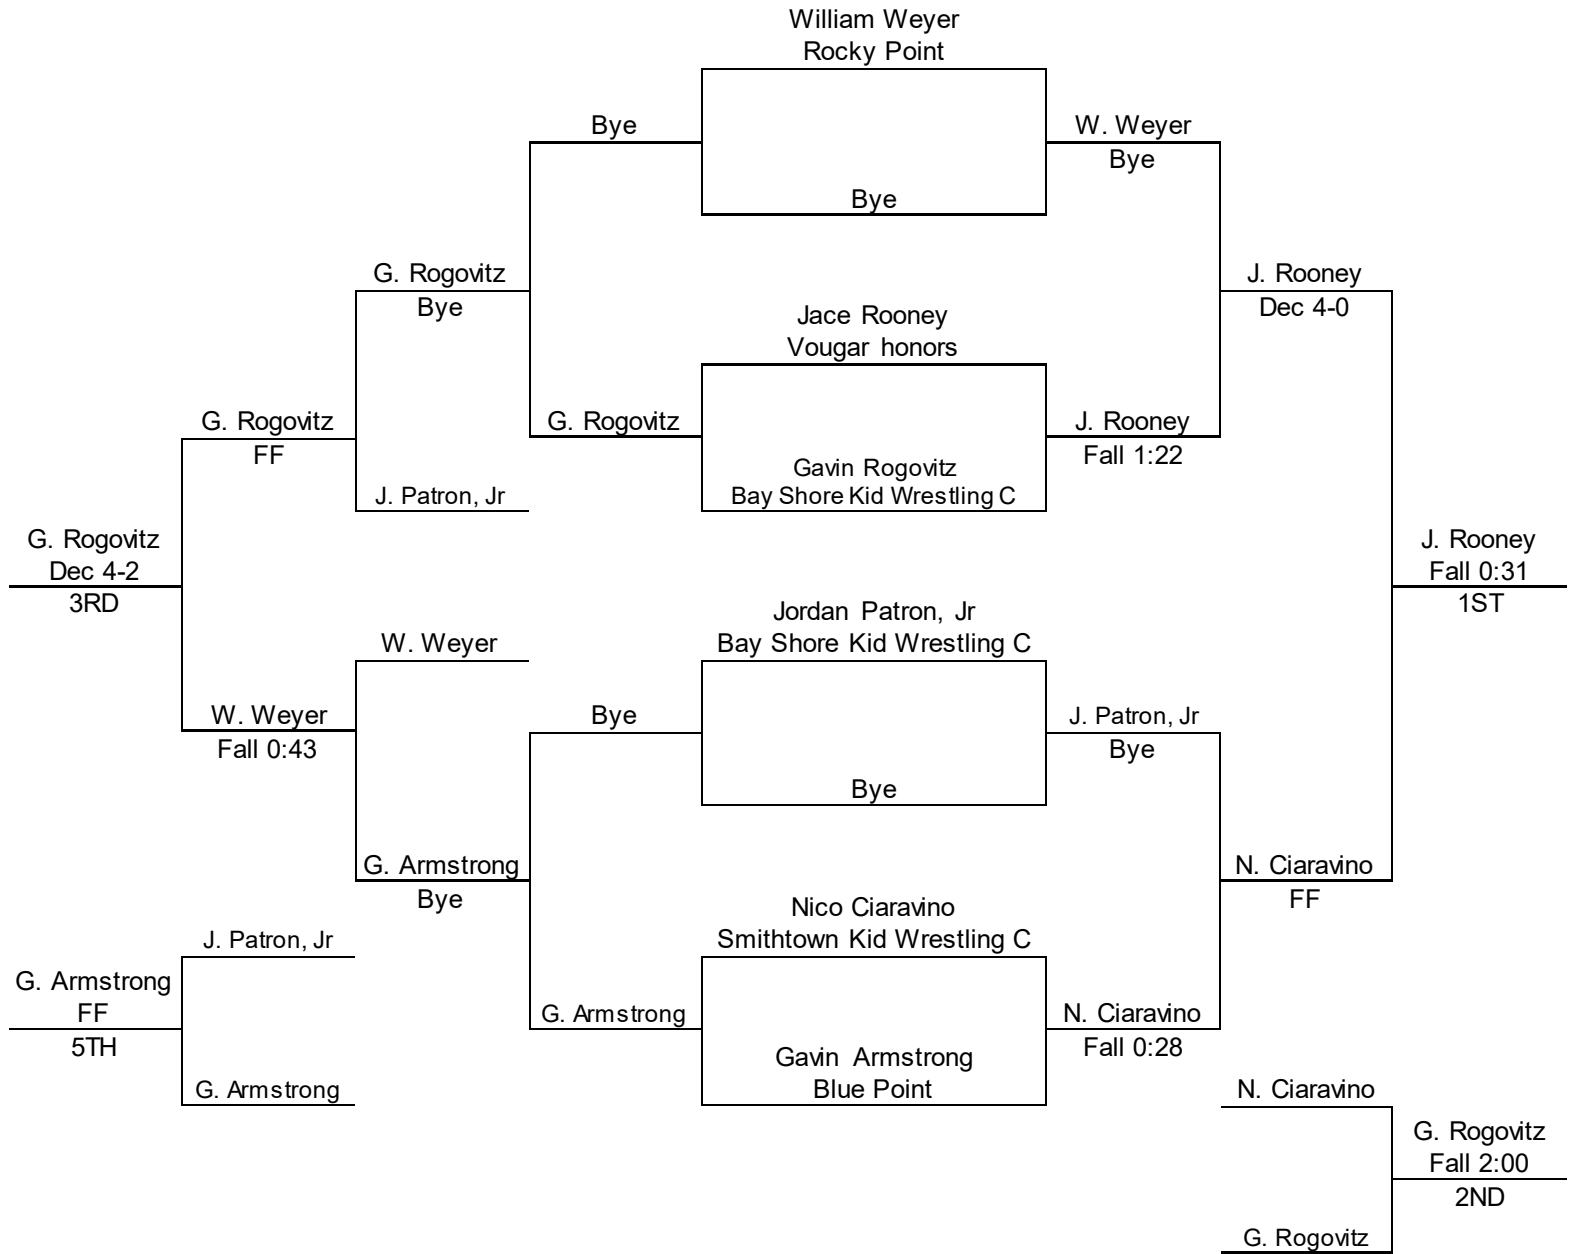 William Weyer
Rocky Point
Bye
W. Weyer
Bye
Bye
G. Rogovitz
Bye
J. Rooney
Dec 4-0
Jace Rooney
Vougar honors
G. Rogovitz
FF
G. Rogovitz
J. Rooney
Fall 1:22
Gavin Rogovitz
Bay Shore Kid Wrestling C
J. Patron, Jr
G. Rogovitz
Dec 4-2
3RD
J. Rooney
Fall 0:31
1ST
Jordan Patron, Jr
Bay Shore Kid Wrestling C
W. Weyer
W. Weyer
Fall 0:43
Bye
J. Patron, Jr
Bye
Bye
G. Armstrong
Bye
N. Ciaravino
FF
Nico Ciaravino
Smithtown Kid Wrestling C
J. Patron, Jr
G. Armstrong
FF
5TH
G. Armstrong
N. Ciaravino
Fall 0:28
Gavin Armstrong
Blue Point
G. Armstrong
N. Ciaravino
G. Rogovitz
Fall 2:00
2ND
G. Rogovitz